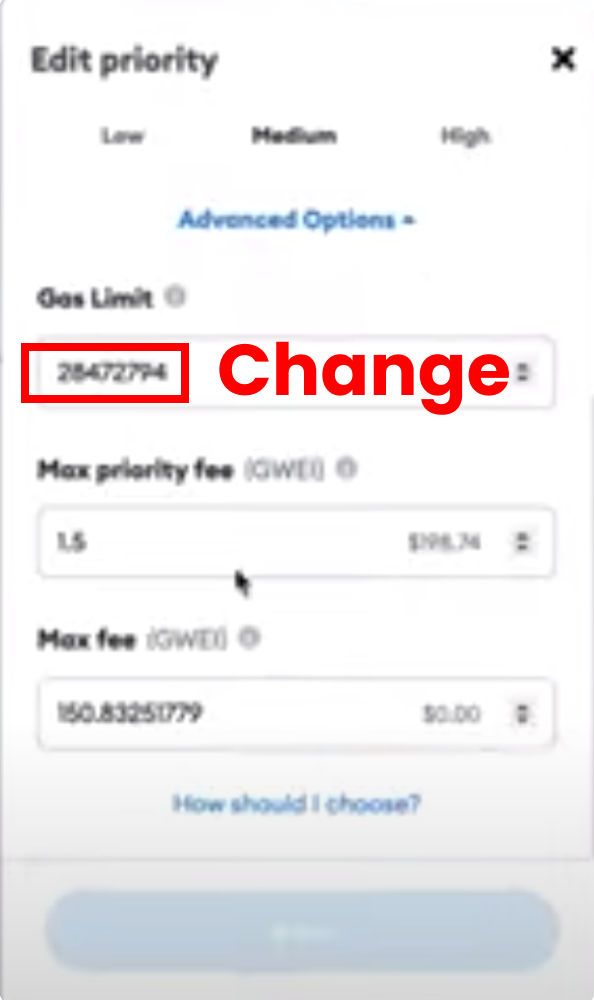 Edit priority
Low Medium High
Advanced Options
Gas Limit
28472794 Change
Max priority fee (GWEI)
1.5 $198.74
Max fee (GWEI)
150.83251779 $0.00
How should I choose?